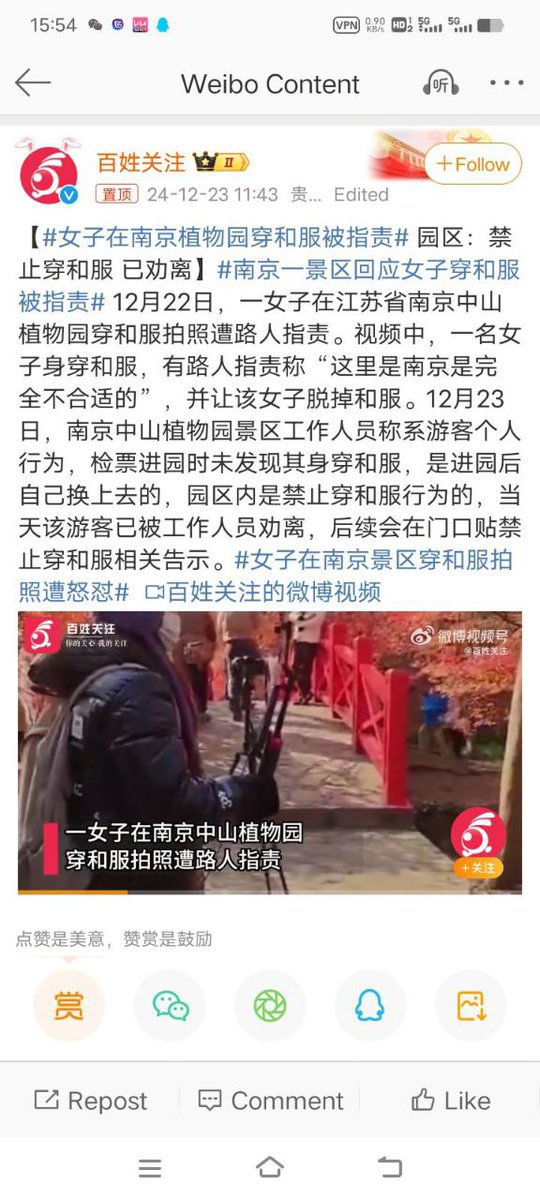 15:54
VPN
0.90
KB/s
HD 1
2
5G
5G
Weibo Content
听
百姓关注
II
+Follow
置顶 24-12-23 11:43 贵... Edited
【#女子在南京植物园穿和服被指责# 园区：禁
止穿和服 已劝离】#南京一景区回应女子穿和服
被指责# 12月22日，一女子在江苏省南京中山
植物园穿和服拍照遭路人指责。视频中，一名女
子身穿和服，有路人指责称“这里是南京是完
全不合适的”，并让该女子脱掉和服。12月23
日，南京中山植物园景区工作人员称系游客个人
行为，检票进园时未发现其身穿和服，是进园后
自己换上去的，园区内是禁止穿和服行为的，当
天该游客已被工作人员劝离，后续会在门口贴禁
止穿和服相关告示。#女子在南京景区穿和服拍
照遭怒怼# 百姓关注的微博视频
百姓关注
你的关心 我的关注
微博视频号
@百姓关注
一女子在南京中山植物园
穿和服拍照遭路人指责
+关注
点赞是美意，赞赏是鼓励
赏
Repost
Comment
Like